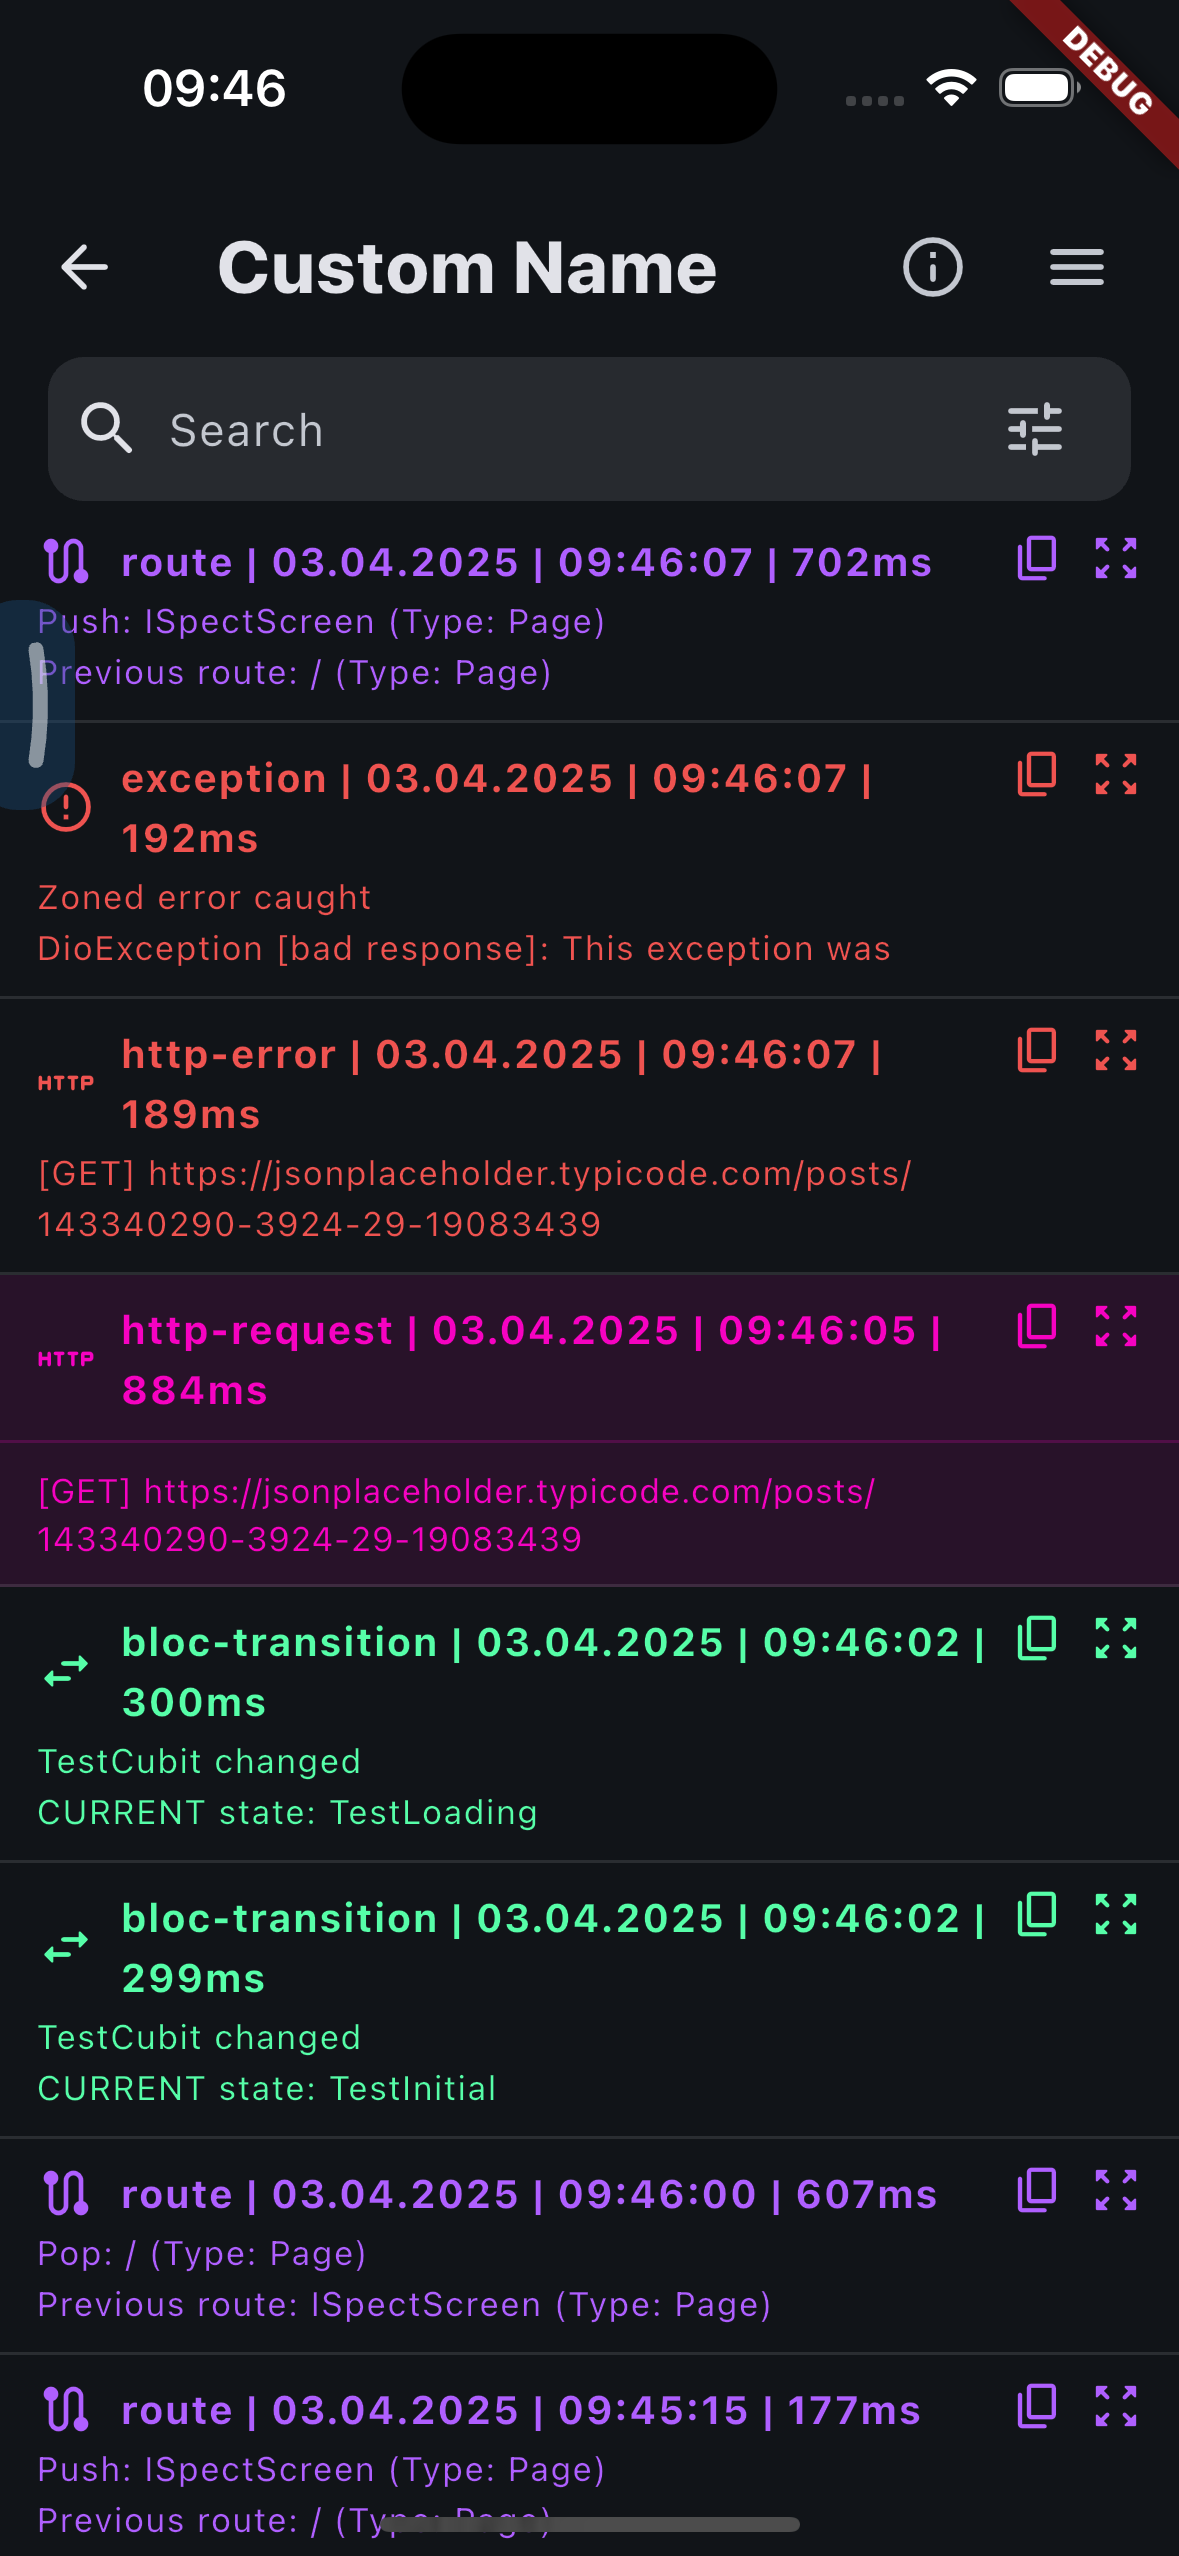 09:46
DEBUG
Custom Name
Search
route | 03.04.2025 | 09:46:07 | 702ms
Push: ISpectScreen (Type: Page)
Previous route: / (Type: Page)
exception | 03.04.2025 | 09:46:07 |
192ms
Zoned error caught
DioException [bad response]: This exception was
http-error | 03.04.2025 | 09:46:07 |
HTTP
189ms
[GET] https://jsonplaceholder.typicode.com/posts/
143340290-3924-29-19083439
http-request | 03.04.2025 | 09:46:05 |
HTTP
884ms
[GET] https://jsonplaceholder.typicode.com/posts/
143340290-3924-29-19083439
bloc-transition | 03.04.2025 | 09:46:02 |
300ms
TestCubit changed
CURRENT state: TestLoading
bloc-transition | 03.04.2025 | 09:46:02 |
299ms
TestCubit changed
CURRENT state: TestInitial
route | 03.04.2025 | 09:46:00 | 607ms
Pop: / (Type: Page)
Previous route: ISpectScreen (Type: Page)
route | 03.04.2025 | 09:45:15 | 177ms
Push: ISpectScreen (Type: Page)
Previous route: / (Type: Page)